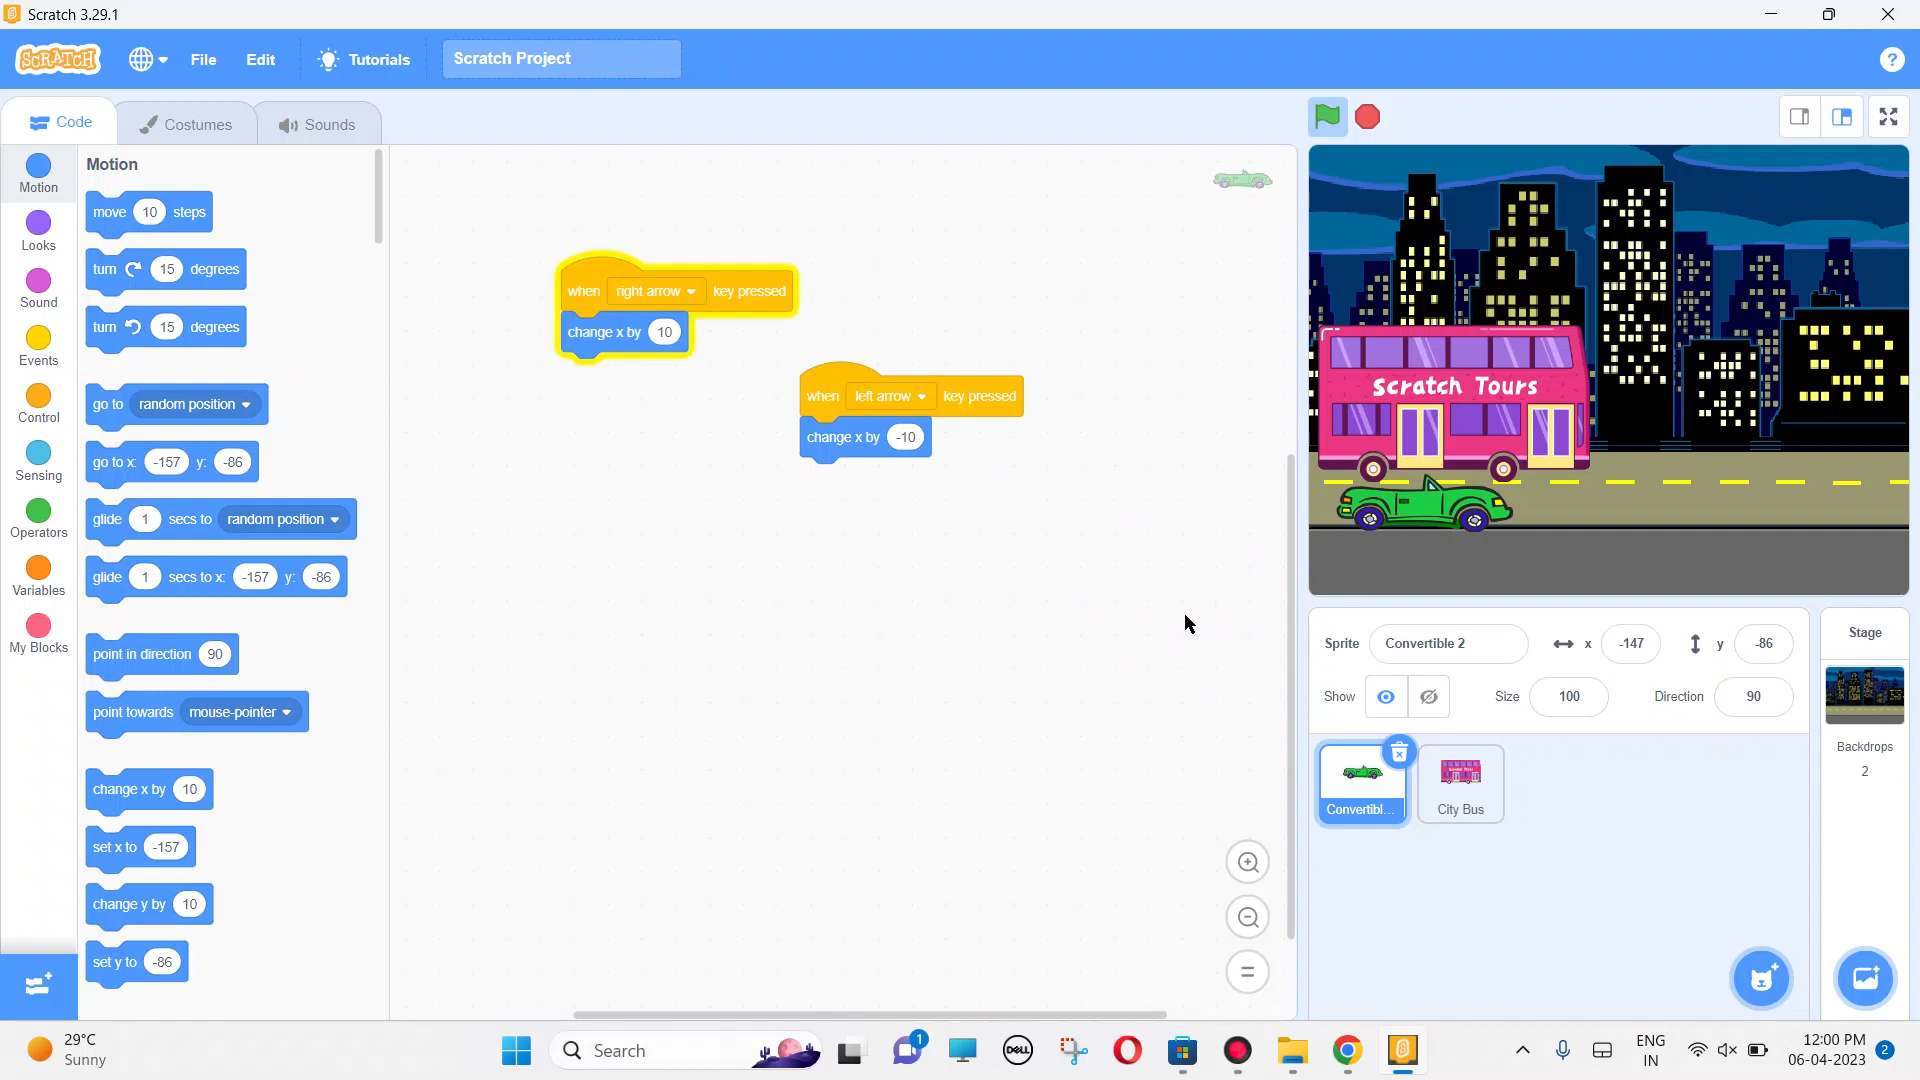 Scratch 3.29.1
SCRATCH
File
Edit
Tutorials
Scratch Project
?
Code
Costumes
Sounds
Motion
Looks
Sound
Events
Control
Sensing
Operators
Variables
My Blocks
Motion
move 10 steps
turn 15 degrees
turn 15 degrees
go to random position
go to x: -157 y: -86
glide 1 secs to random position
glide 1 secs to x: -157 y: -86
point in direction 90
point towards mouse-pointer
change x by 10
set x to -157
change y by 10
set y to -86
when right arrow key pressed
change x by 10
when left arrow key pressed
change x by -10
Scratch Tours
Sprite Convertible 2 x -147 y -86
Show Size 100 Direction 90
Convertibl...
City Bus
Stage
Backdrops
2
29°C
Sunny
Search
1
DELL
ENG
IN
12:00 PM
06-04-2023
2